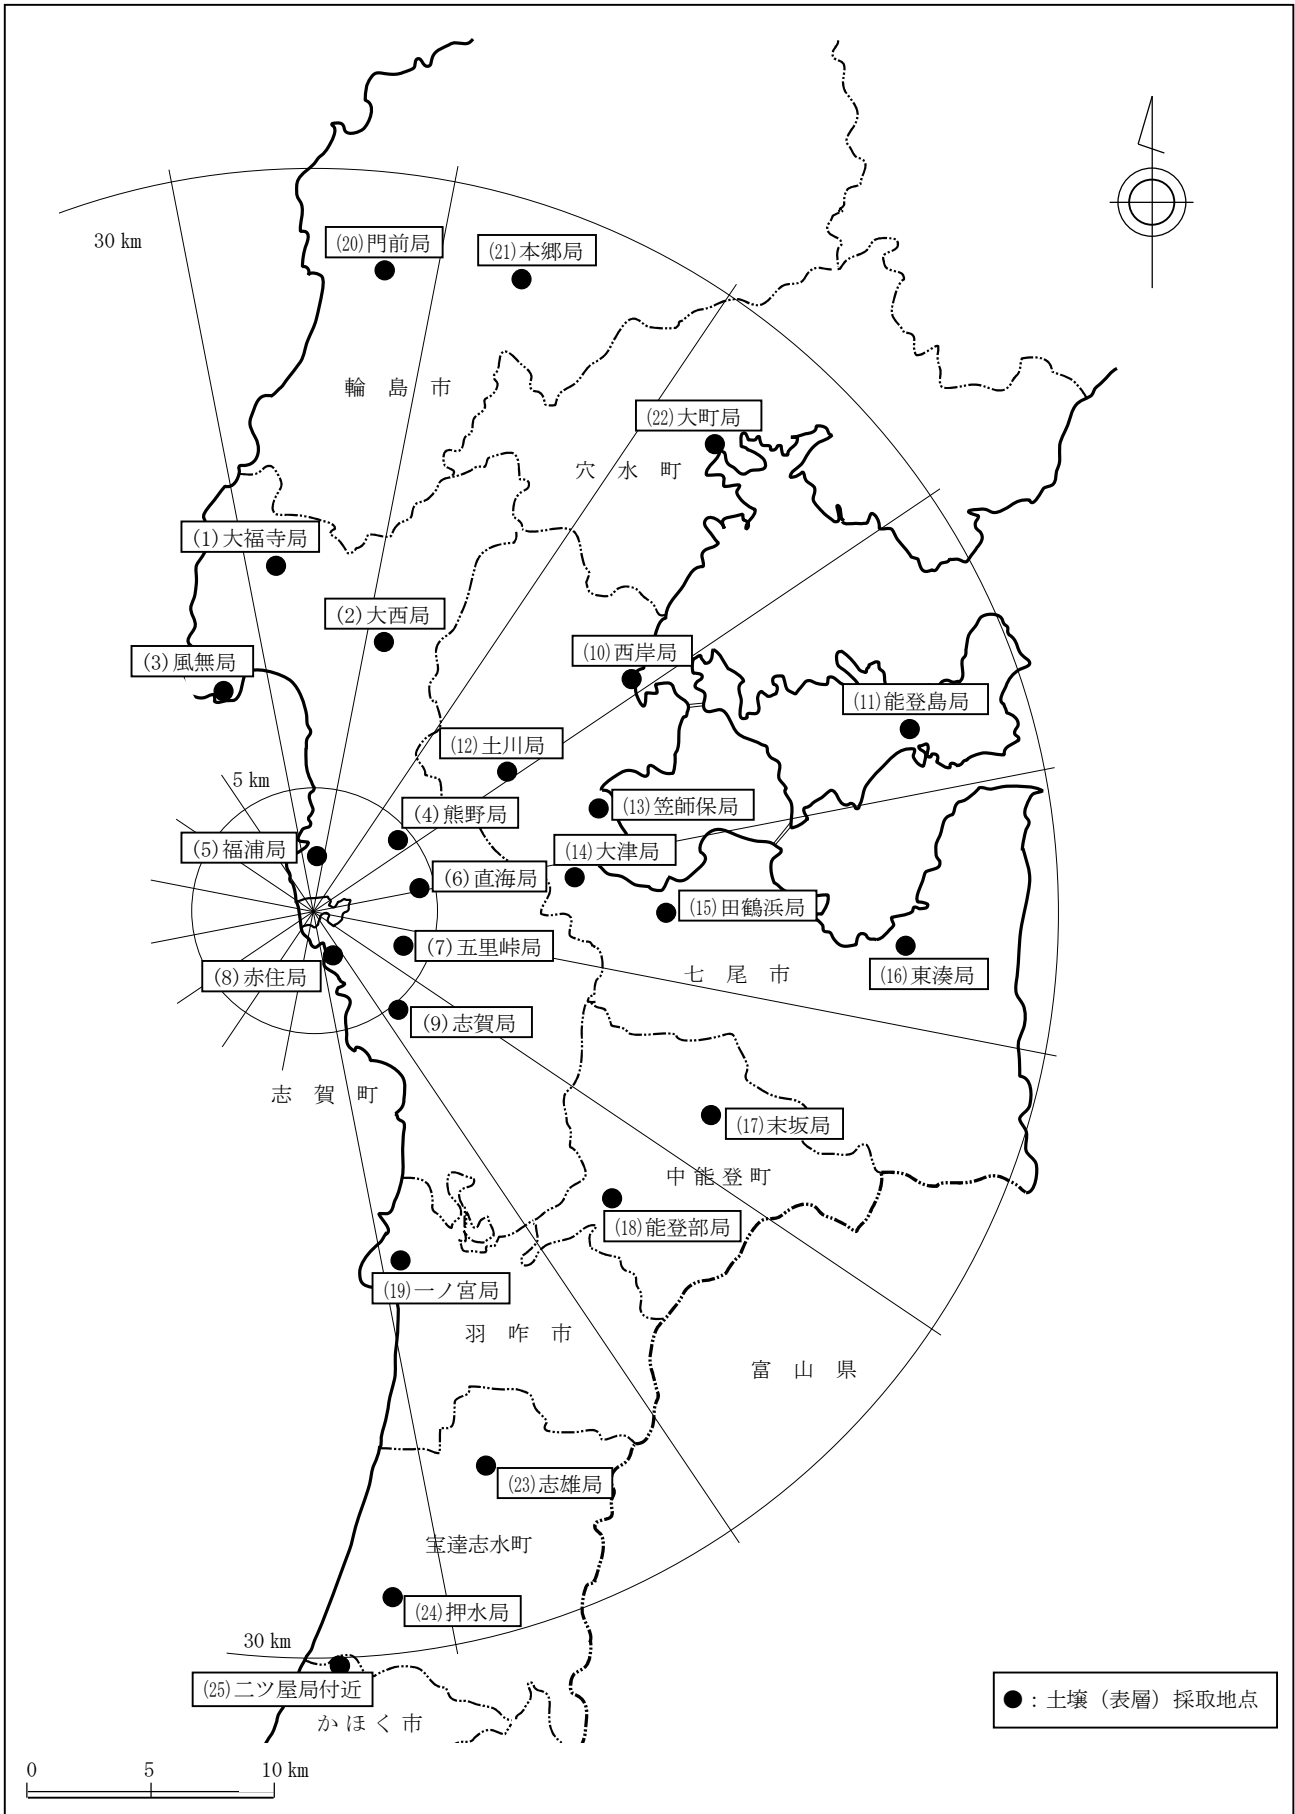 30 km
(20)門前局
(21)本郷局
輪島市
(22)大町局
穴水町
(1)大福寺局
(2)大西局
(3)風無局
(10)西岸局
(11)能登島局
(12)土川局
5 km
(13)笠師保局
(4)熊野局
(5)福浦局
(14)大津局
(6)直海局
(15)田鶴浜局
(7)五里峠局
(8)赤住局
七尾市
(16)東湊局
(9)志賀局
志賀町
(17)末坂局
中能登町
(18)能登部局
(19)一ノ宮局
羽咋市
富山県
(23)志雄局
宝達志水町
(24)押水局
30 km
(25)二ツ屋局付近
●：土壌（表層）採取地点
かほく市
0 5 10 km